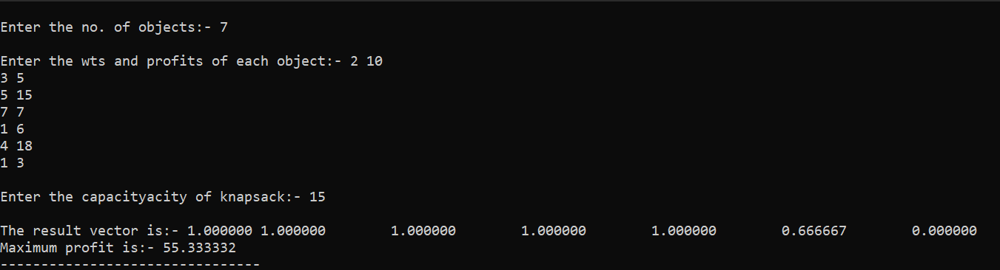 Enter the no. of objects:- 7
Enter the wts and profits of each object:- 2 10
3 5
5 15
7 7
1 6
4 18
1 3
Enter the capacityacity of knapsack:- 15
The result vector is:- 1.000000 1.000000 1.000000 1.000000 1.000000 0.666667 0.000000
Maximum profit is:- 55.333332
--------------------------------